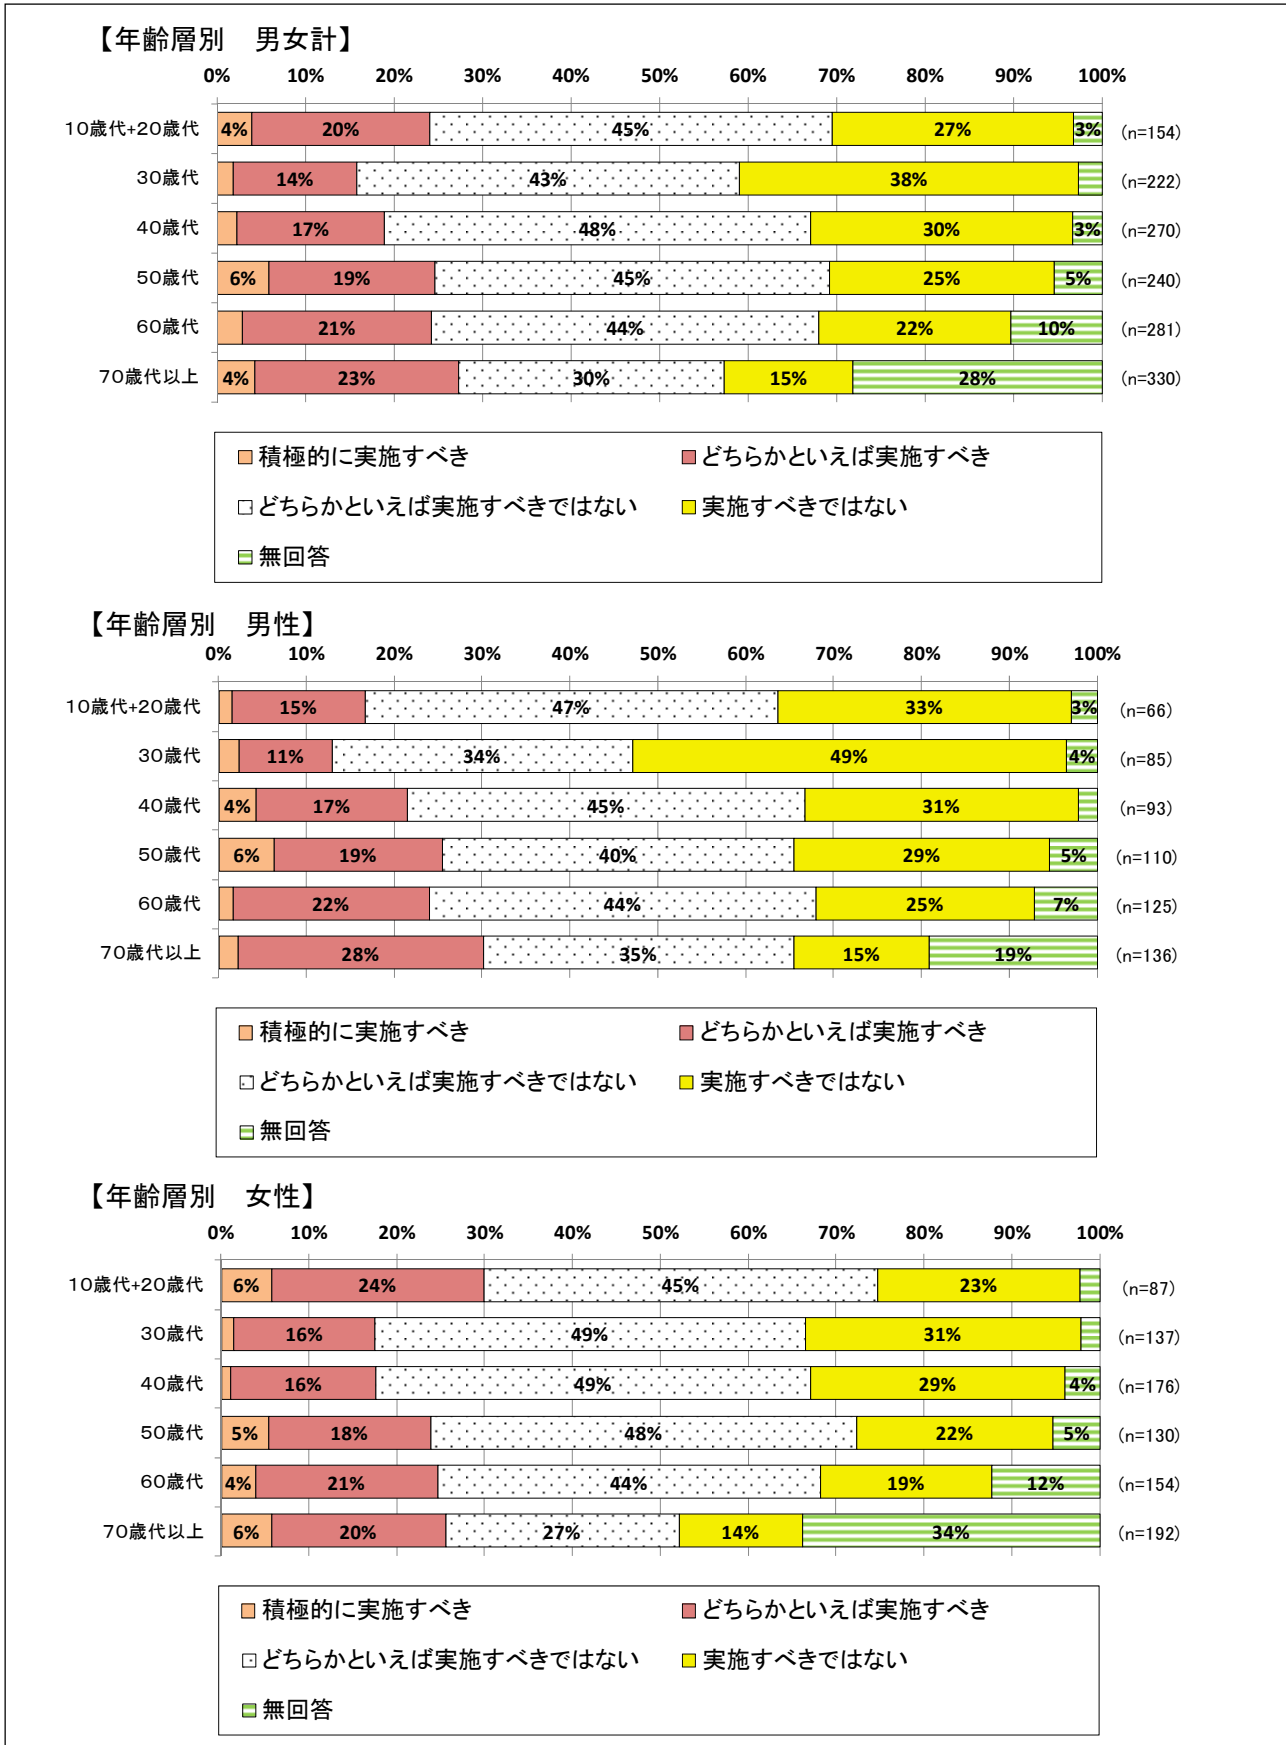 【年齢層別　男女計】
0% 10% 20% 30% 40% 50% 60% 70% 80% 90% 100%
10歳代+20歳代 4% 20% 45% 27% 3% (n=154)
30歳代 14% 43% 38% (n=222)
40歳代 17% 48% 30% 3% (n=270)
50歳代 6% 19% 45% 25% 5% (n=240)
60歳代 21% 44% 22% 10% (n=281)
70歳代以上 4% 23% 30% 15% 28% (n=330)
積極的に実施すべき どちらかといえば実施すべき
どちらかといえば実施すべきではない 実施すべきではない
無回答
【年齢層別　男性】
0% 10% 20% 30% 40% 50% 60% 70% 80% 90% 100%
10歳代+20歳代 15% 47% 33% 3% (n=66)
30歳代 11% 34% 49% 4% (n=85)
40歳代 4% 17% 45% 31% (n=93)
50歳代 6% 19% 40% 29% 5% (n=110)
60歳代 22% 44% 25% 7% (n=125)
70歳代以上 28% 35% 15% 19% (n=136)
積極的に実施すべき どちらかといえば実施すべき
どちらかといえば実施すべきではない 実施すべきではない
無回答
【年齢層別　女性】
0% 10% 20% 30% 40% 50% 60% 70% 80% 90% 100%
10歳代+20歳代 6% 24% 45% 23% (n=87)
30歳代 16% 49% 31% (n=137)
40歳代 16% 49% 29% 4% (n=176)
50歳代 5% 18% 48% 22% 5% (n=130)
60歳代 4% 21% 44% 19% 12% (n=154)
70歳代以上 6% 20% 27% 14% 34% (n=192)
積極的に実施すべき どちらかといえば実施すべき
どちらかといえば実施すべきではない 実施すべきではない
無回答